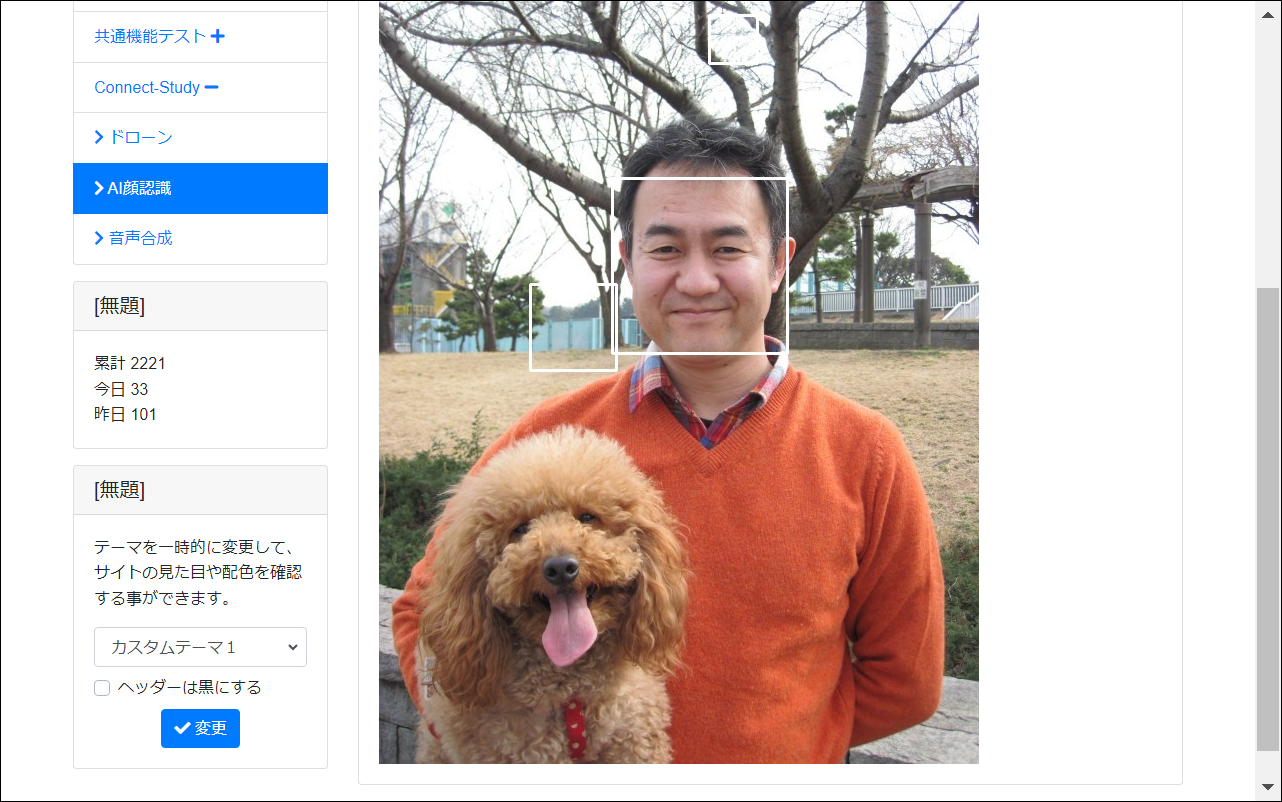 共通機能テスト
Connect-Study
ドローン
AI顔認識
音声合成
[無題]
累計 2221
今日 33
昨日 101
[無題]
テーマを一時的に変更して、
サイトの見た目や配色を確認
する事ができます。
カスタムテーマ１
ヘッダーは黒にする
変更